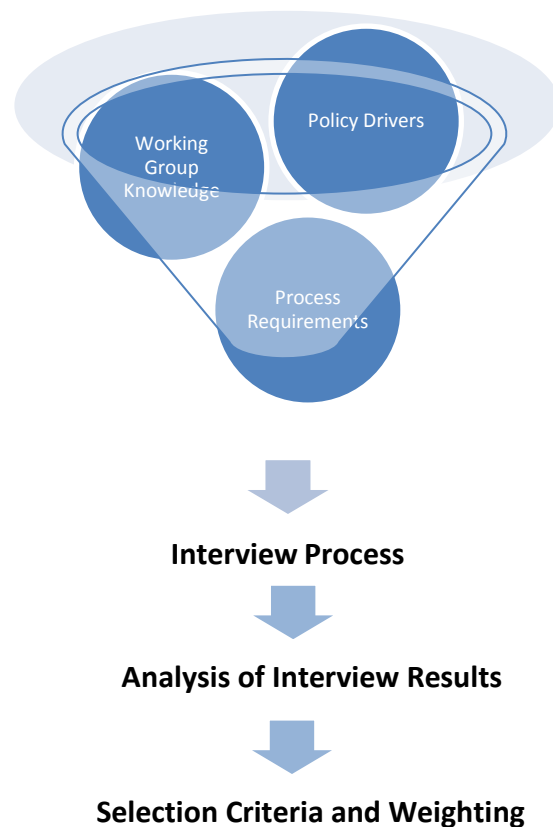 Policy Drivers
Working
Group
Knowledge
Process
Requirements
Interview Process
Analysis of Interview Results
Selection Criteria and Weighting